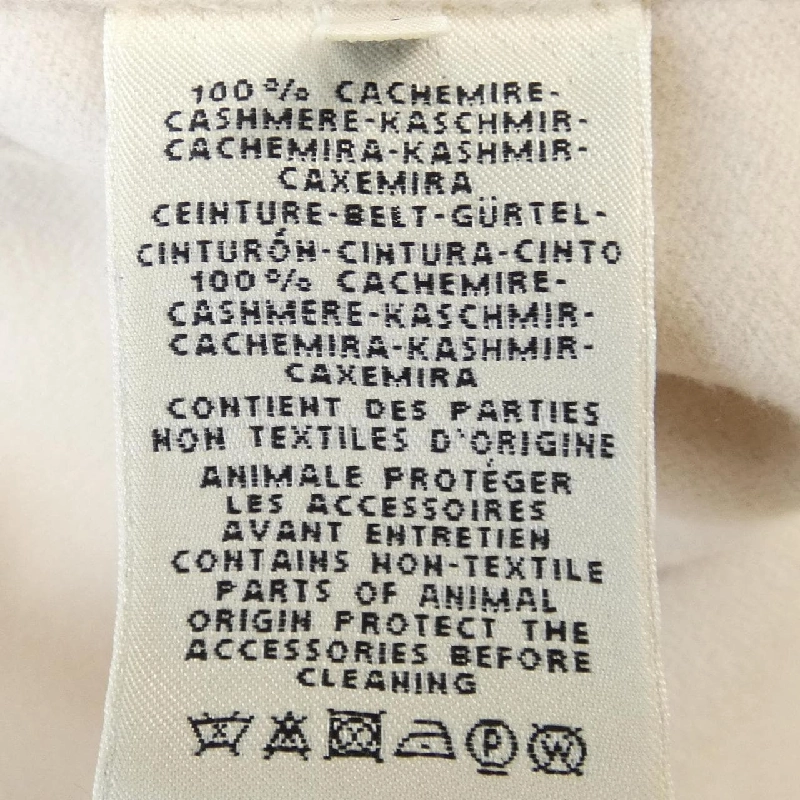 100% CACHEMIRE-
CASHMERE-KASCHMIR-
CACHEMIRA-KASHMIR-
CAXEMIRA
CEINTURE-BELT-GÜRTEL-
CINTURÓN-CINTURA-CINTO
100% CACHEMIRE-
CASHMERE-KASCHMIR-
CACHEMIRA-KASHMIR-
CAXEMIRA
CONTIENT DES PARTIES
NON TEXTILES D'ORIGINE
ANIMALE PROTÉGER
LES ACCESSOIRES
AVANT ENTRETIEN
CONTAINS NON-TEXTILE
PARTS OF ANIMAL
ORIGIN PROTECT THE
ACCESSORIES BEFORE
CLEANING
P W